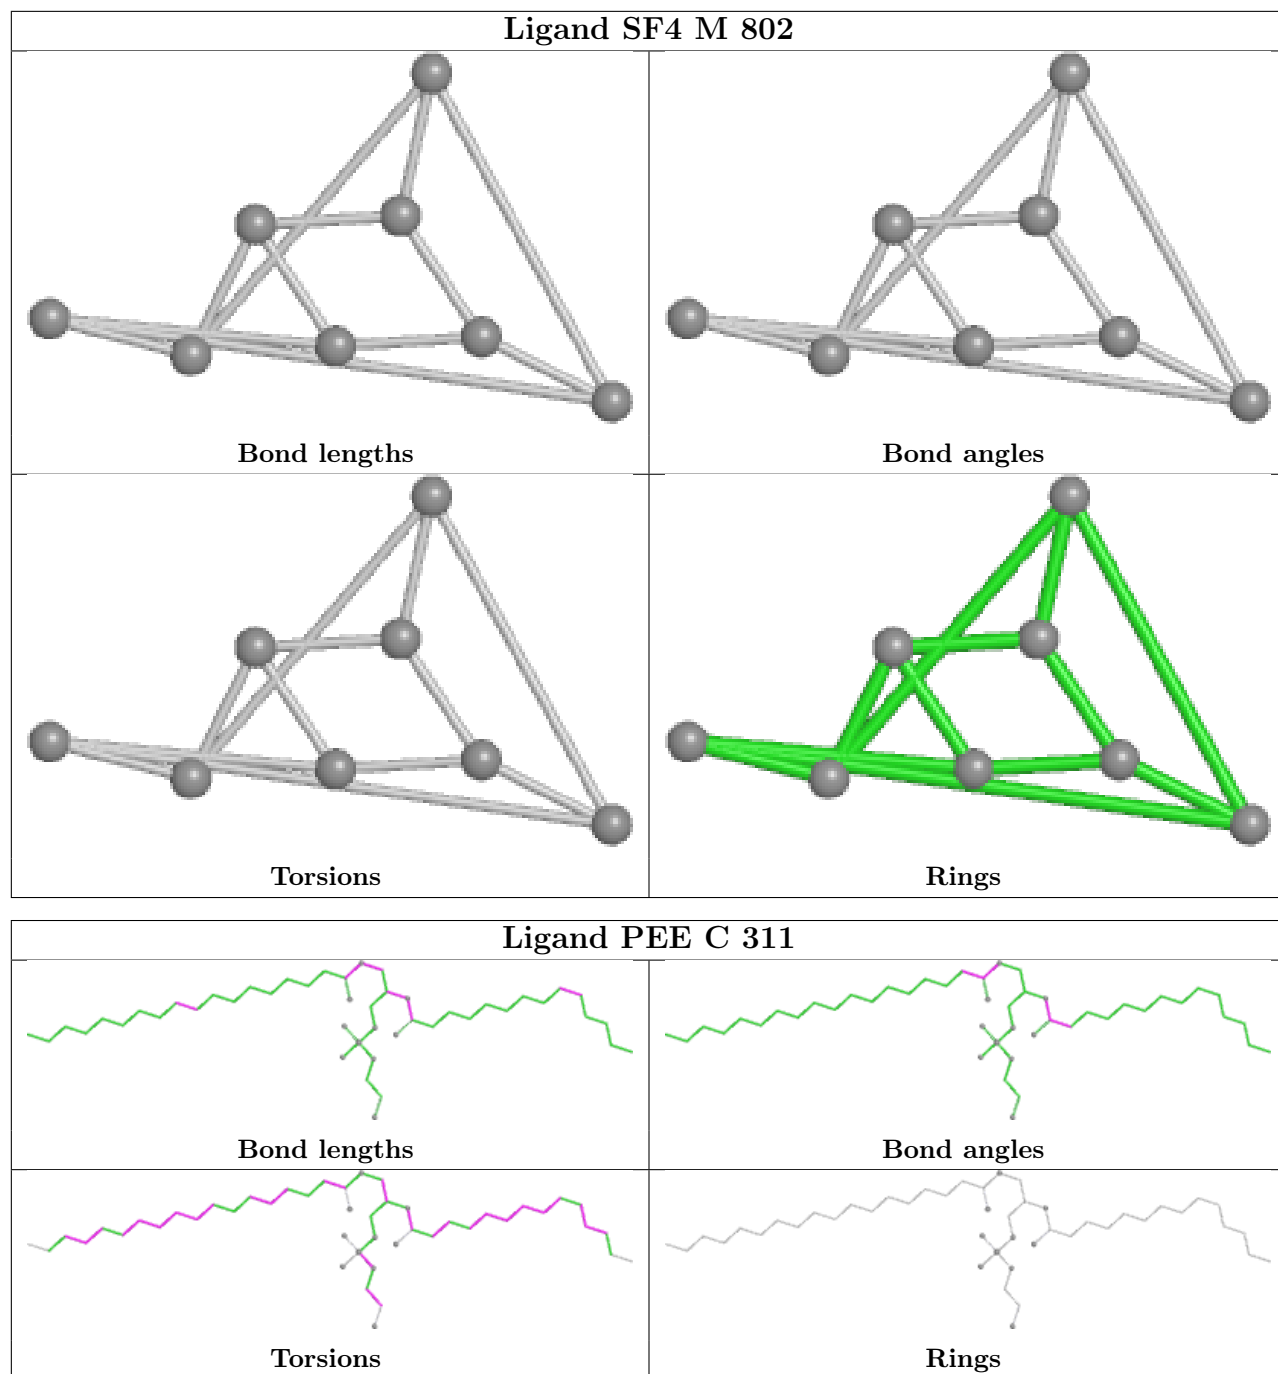 Ligand SF4 M 802
Bond lengths
Bond angles
Torsions
Rings
Ligand PEE C 311
Bond lengths
Bond angles
Torsions
Rings